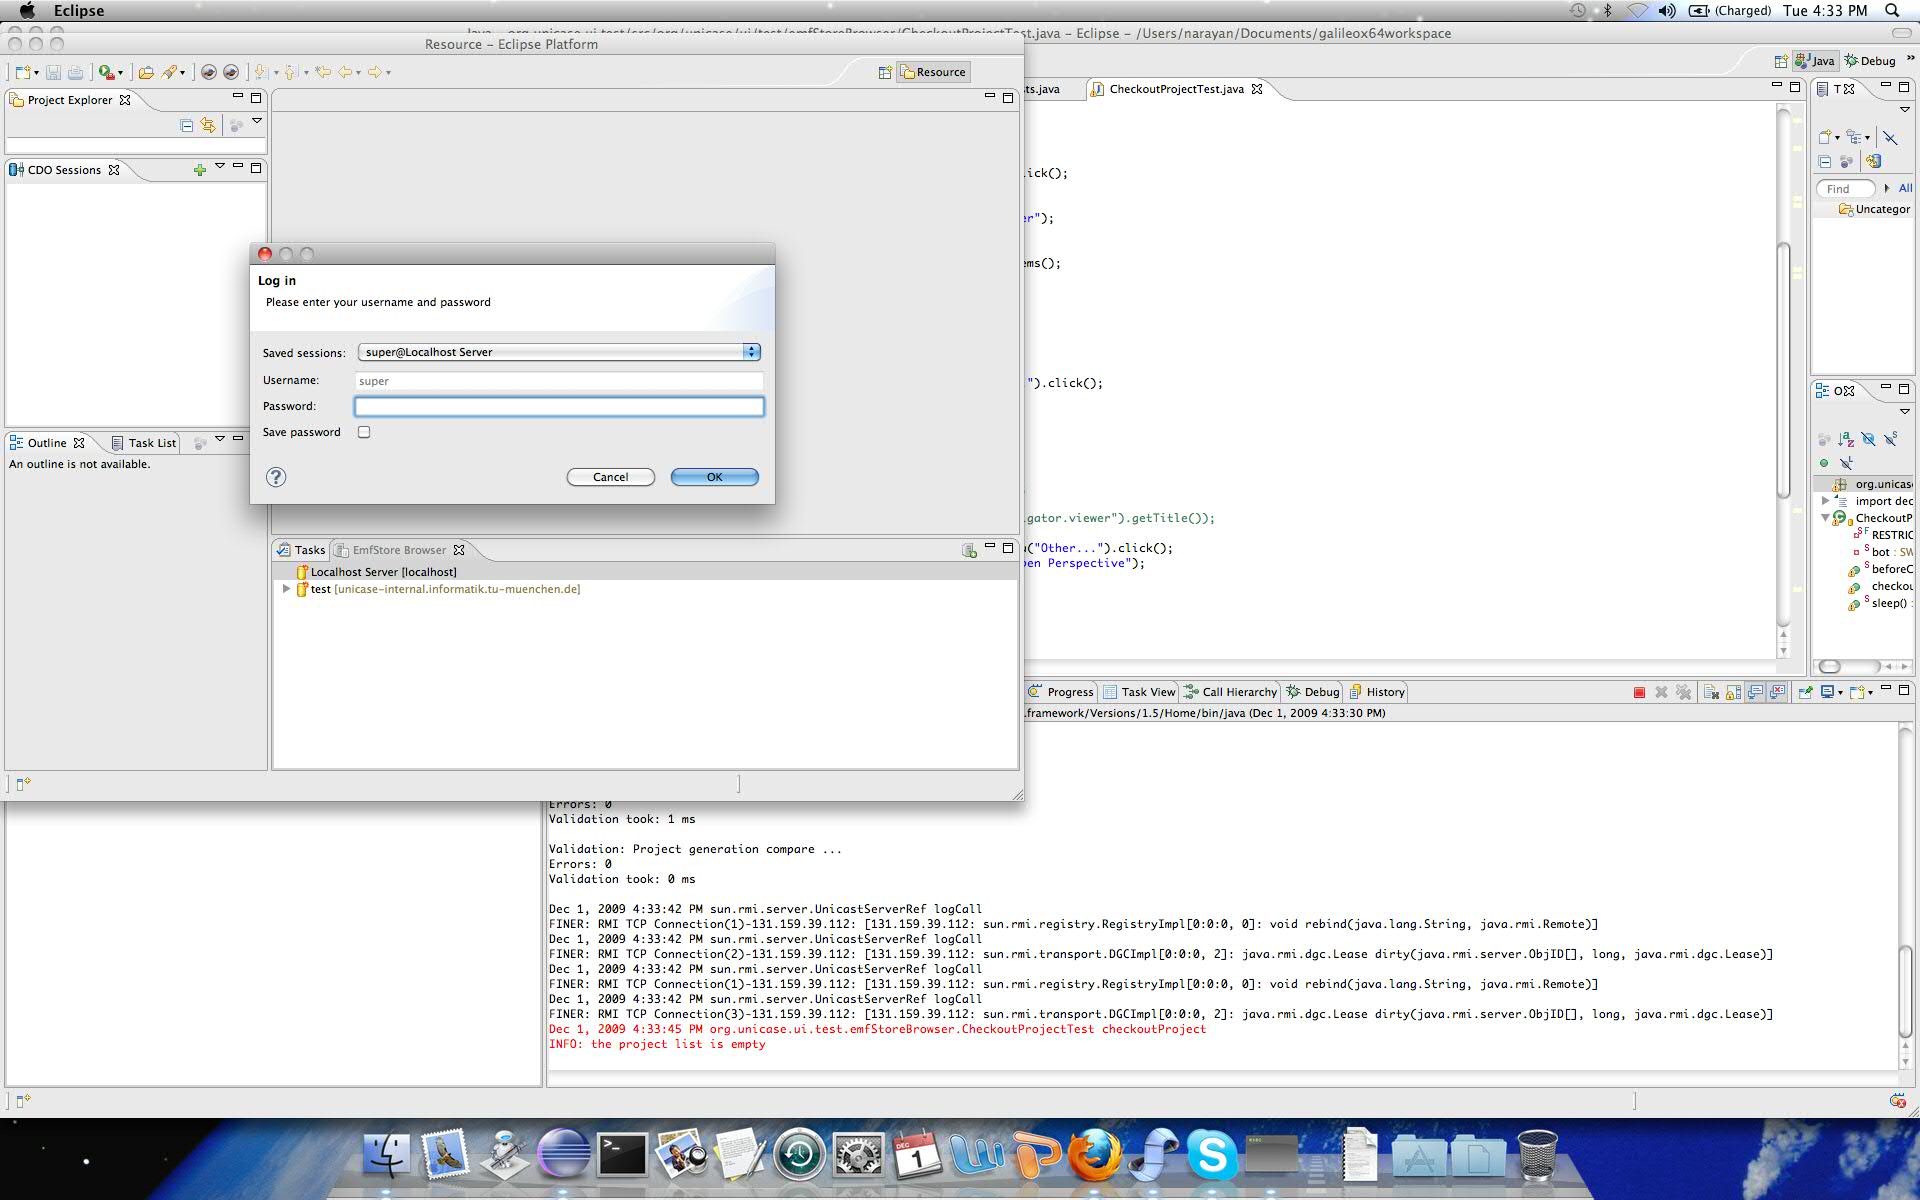 Eclipse
(Charged) Tue 4:33 PM
CheckoutProjectTest.java – Eclipse – /Users/narayan/Documents/galileox64workspace
Resource – Eclipse Platform
Resource
Java
Debug
Project Explorer
CDO Sessions
Outline
Task List
An outline is not available.
Log in
Please enter your username and password
Saved sessions:
super@Localhost Server
Username:
super
Password:
Save password
?
Cancel
OK
Tasks
EmfStore Browser
Localhost Server [localhost]
test [unicase-internal.informatik.tu-muenchen.de]
ts.java
CheckoutProjectTest.java
ick();
er");
ems();
").click();
gator.viewer").getTitle());
("Other...").click();
en Perspective");
T
Find
All
Uncategor
O
org.unicas
import dec
CheckoutP
RESTRIC
bot : SW
beforeC
checkou
sleep() :
Progress
Task View
Call Hierarchy
Debug
History
.framework/Versions/1.5/Home/bin/java (Dec 1, 2009 4:33:30 PM)
Errors: 0
Validation took: 1 ms
Validation: Project generation compare ...
Errors: 0
Validation took: 0 ms
Dec 1, 2009 4:33:42 PM sun.rmi.server.UnicastServerRef logCall
FINER: RMI TCP Connection(1)-131.159.39.112: [131.159.39.112: sun.rmi.registry.RegistryImpl[0:0:0, 0]: void rebind(java.lang.String, java.rmi.Remote)]
Dec 1, 2009 4:33:42 PM sun.rmi.server.UnicastServerRef logCall
FINER: RMI TCP Connection(2)-131.159.39.112: [131.159.39.112: sun.rmi.transport.DGCImpl[0:0:0, 2]: java.rmi.dgc.Lease dirty(java.rmi.server.ObjID[], long, java.rmi.dgc.Lease)]
Dec 1, 2009 4:33:42 PM sun.rmi.server.UnicastServerRef logCall
FINER: RMI TCP Connection(1)-131.159.39.112: [131.159.39.112: sun.rmi.registry.RegistryImpl[0:0:0, 0]: void rebind(java.lang.String, java.rmi.Remote)]
Dec 1, 2009 4:33:42 PM sun.rmi.server.UnicastServerRef logCall
FINER: RMI TCP Connection(3)-131.159.39.112: [131.159.39.112: sun.rmi.transport.DGCImpl[0:0:0, 2]: java.rmi.dgc.Lease dirty(java.rmi.server.ObjID[], long, java.rmi.dgc.Lease)]
Dec 1, 2009 4:33:45 PM org.unicase.ui.test.emfStoreBrowser.CheckoutProjectTest checkoutProject
INFO: the project list is empty
DEC
1